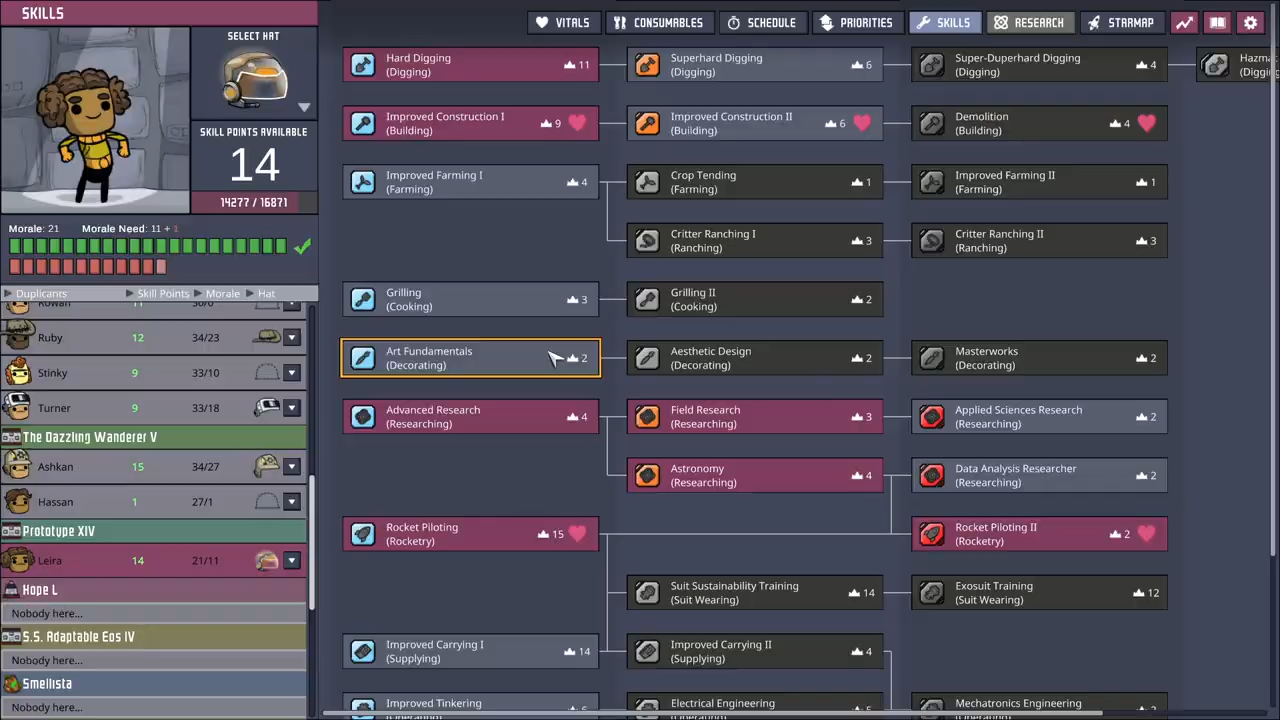 SKILLS
VITALS
CONSUMABLES
SCHEDULE
PRIORITIES
SKILLS
RESEARCH
STARMAP
SELECT HAT
SKILL POINTS AVAILABLE
14
14277 / 16871
Morale: 21
Morale Need: 11 + 1
Duplicants
Skill Points
Morale
Hat
Rowan
Ruby 12 34/23
Stinky 9 33/10
Turner 9 33/18
The Dazzling Wanderer V
Ashkan 15 34/27
Hassan 1 27/1
Prototype XIV
Leira 14 21/11
Hope L
Nobody here...
S.S. Adaptable Eos IV
Nobody here...
Smellista
Nobody here...
Hard Digging
(Digging)
11
Superhard Digging
(Digging)
6
Super-Duperhard Digging
(Digging)
4
Improved Construction I
(Building)
9
Improved Construction II
(Building)
6
Demolition
(Building)
4
Improved Farming I
(Farming)
4
Crop Tending
(Farming)
1
Improved Farming II
(Farming)
1
Critter Ranching I
(Ranching)
3
Critter Ranching II
(Ranching)
3
Grilling
(Cooking)
3
Grilling II
(Cooking)
2
Art Fundamentals
(Decorating)
2
Aesthetic Design
(Decorating)
2
Masterworks
(Decorating)
2
Advanced Research
(Researching)
4
Field Research
(Researching)
3
Applied Sciences Research
(Researching)
2
Astronomy
(Researching)
4
Data Analysis Researcher
(Researching)
2
Rocket Piloting
(Rocketry)
15
Rocket Piloting II
(Rocketry)
2
Suit Sustainability Training
(Suit Wearing)
14
Exosuit Training
(Suit Wearing)
12
Improved Carrying I
(Supplying)
14
Improved Carrying II
(Supplying)
4
Improved Tinkering
Electrical Engineering
Mechatronics Engineering